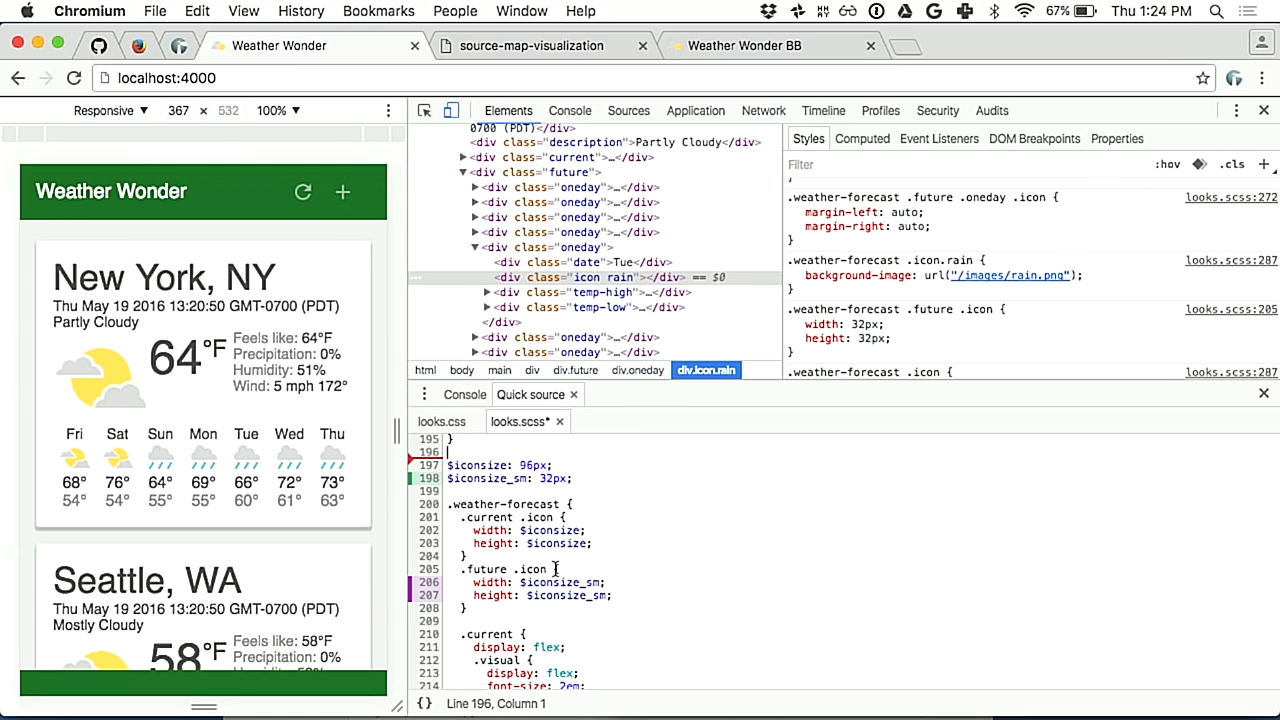 Chromium File Edit View History Bookmarks People Window Help 67% Thu 1:24 PM
Weather Wonder × source-map-visualization × Weather Wonder BB ×
localhost:4000
Responsive ▼ 367 × 532 100% ▼
Elements Console Sources Application Network Timeline Profiles Security Audits
Weather Wonder
New York, NY
Thu May 19 2016 13:20:50 GMT-0700 (PDT)
Partly Cloudy
64°F
Feels like: 64°F
Precipitation: 0%
Humidity: 51%
Wind: 5 mph 172°
Fri Sat Sun Mon Tue Wed Thu
68° 76° 64° 69° 66° 72° 73°
54° 54° 55° 55° 60° 61° 63°
Seattle, WA
Thu May 19 2016 13:20:50 GMT-0700 (PDT)
Mostly Cloudy
58°F
Feels like: 58°F
Precipitation: 0%
0700 (PDT)</div>
<div class="description">Partly Cloudy</div>
▶<div class="current">…</div>
▼<div class="future">
▶<div class="oneday">…</div>
▶<div class="oneday">…</div>
▶<div class="oneday">…</div>
▶<div class="oneday">…</div>
▼<div class="oneday">
<div class="date">Tue</div>
<div class="icon rain"></div> == $0
▶<div class="temp-high">…</div>
▶<div class="temp-low">…</div>
</div>
▶<div class="oneday">…</div>
▶<div class="oneday">…</div>
html body main div div.future div.oneday div.icon.rain
Styles Computed Event Listeners DOM Breakpoints Properties
Filter :hov .cls +
}
.weather-forecast .future .oneday .icon { looks.scss:272
margin-left: auto;
margin-right: auto;
}
.weather-forecast .icon.rain { looks.scss:287
background-image: url("/images/rain.png");
}
.weather-forecast .future .icon { looks.scss:205
width: 32px;
height: 32px;
}
.weather-forecast .icon { looks.scss:287
Console Quick source ×
looks.css looks.scss* ×
195 }
196
197 $iconsize: 96px;
198 $iconsize_sm: 32px;
199
200 .weather-forecast {
201 .current .icon {
202 width: $iconsize;
203 height: $iconsize;
204 }
205 .future .icon {
206 width: $iconsize_sm;
207 height: $iconsize_sm;
208 }
209
210 .current {
211 display: flex;
212 .visual {
213 display: flex;
214 font-size: 2em;
{} Line 196, Column 1